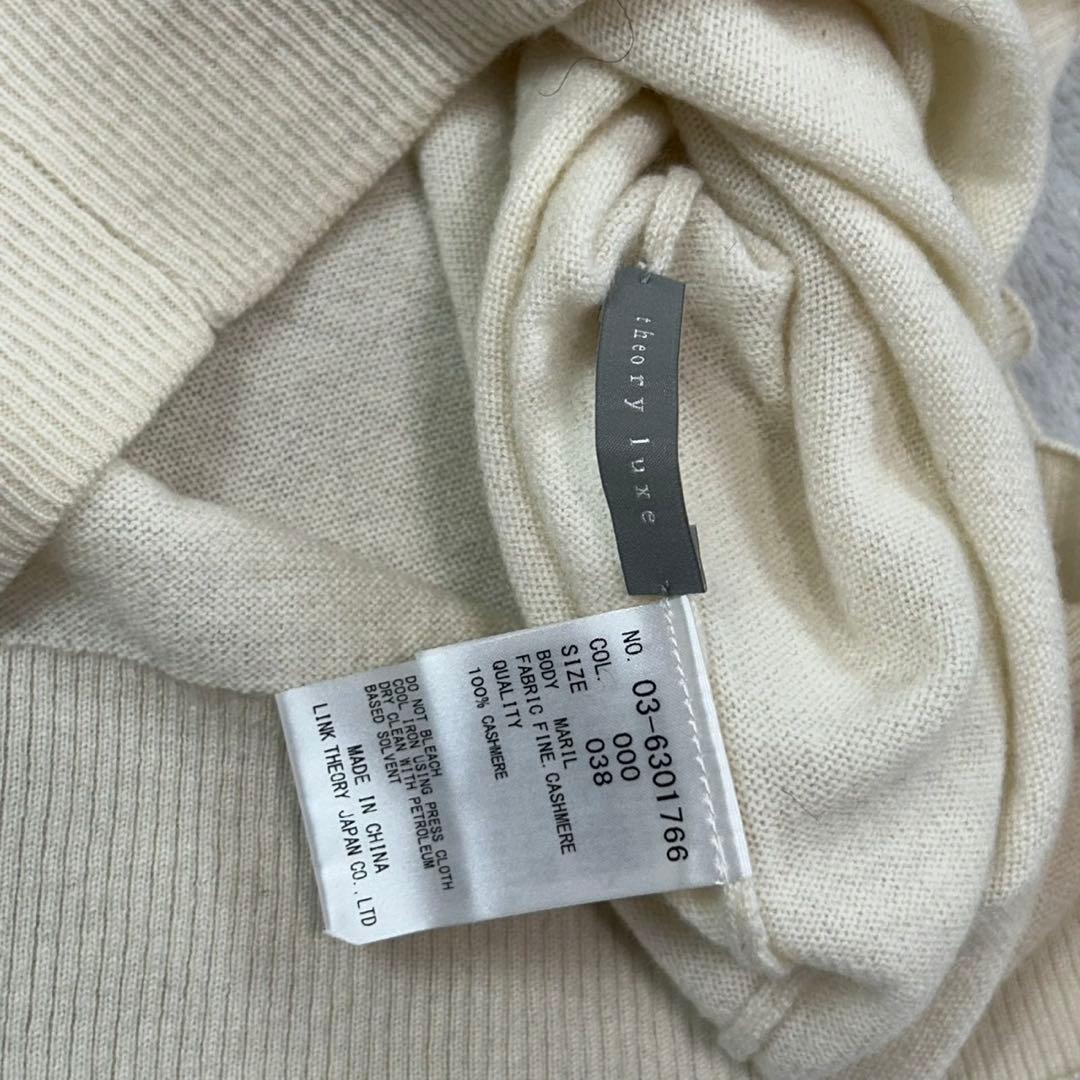 theory luxe
NO. 03-6301766
COL. 000
SIZE 038
BODY MARIL
FABRIC FINE.CASHMERE
QUALITY
100% CASHMERE
DO NOT BLEACH
COOL IRON USING PRESS CLOTH
DRY CLEAN WITH PETROLEUM
BASED SOLVENT
MADE IN CHINA
LINK THEORY JAPAN CO.,LTD